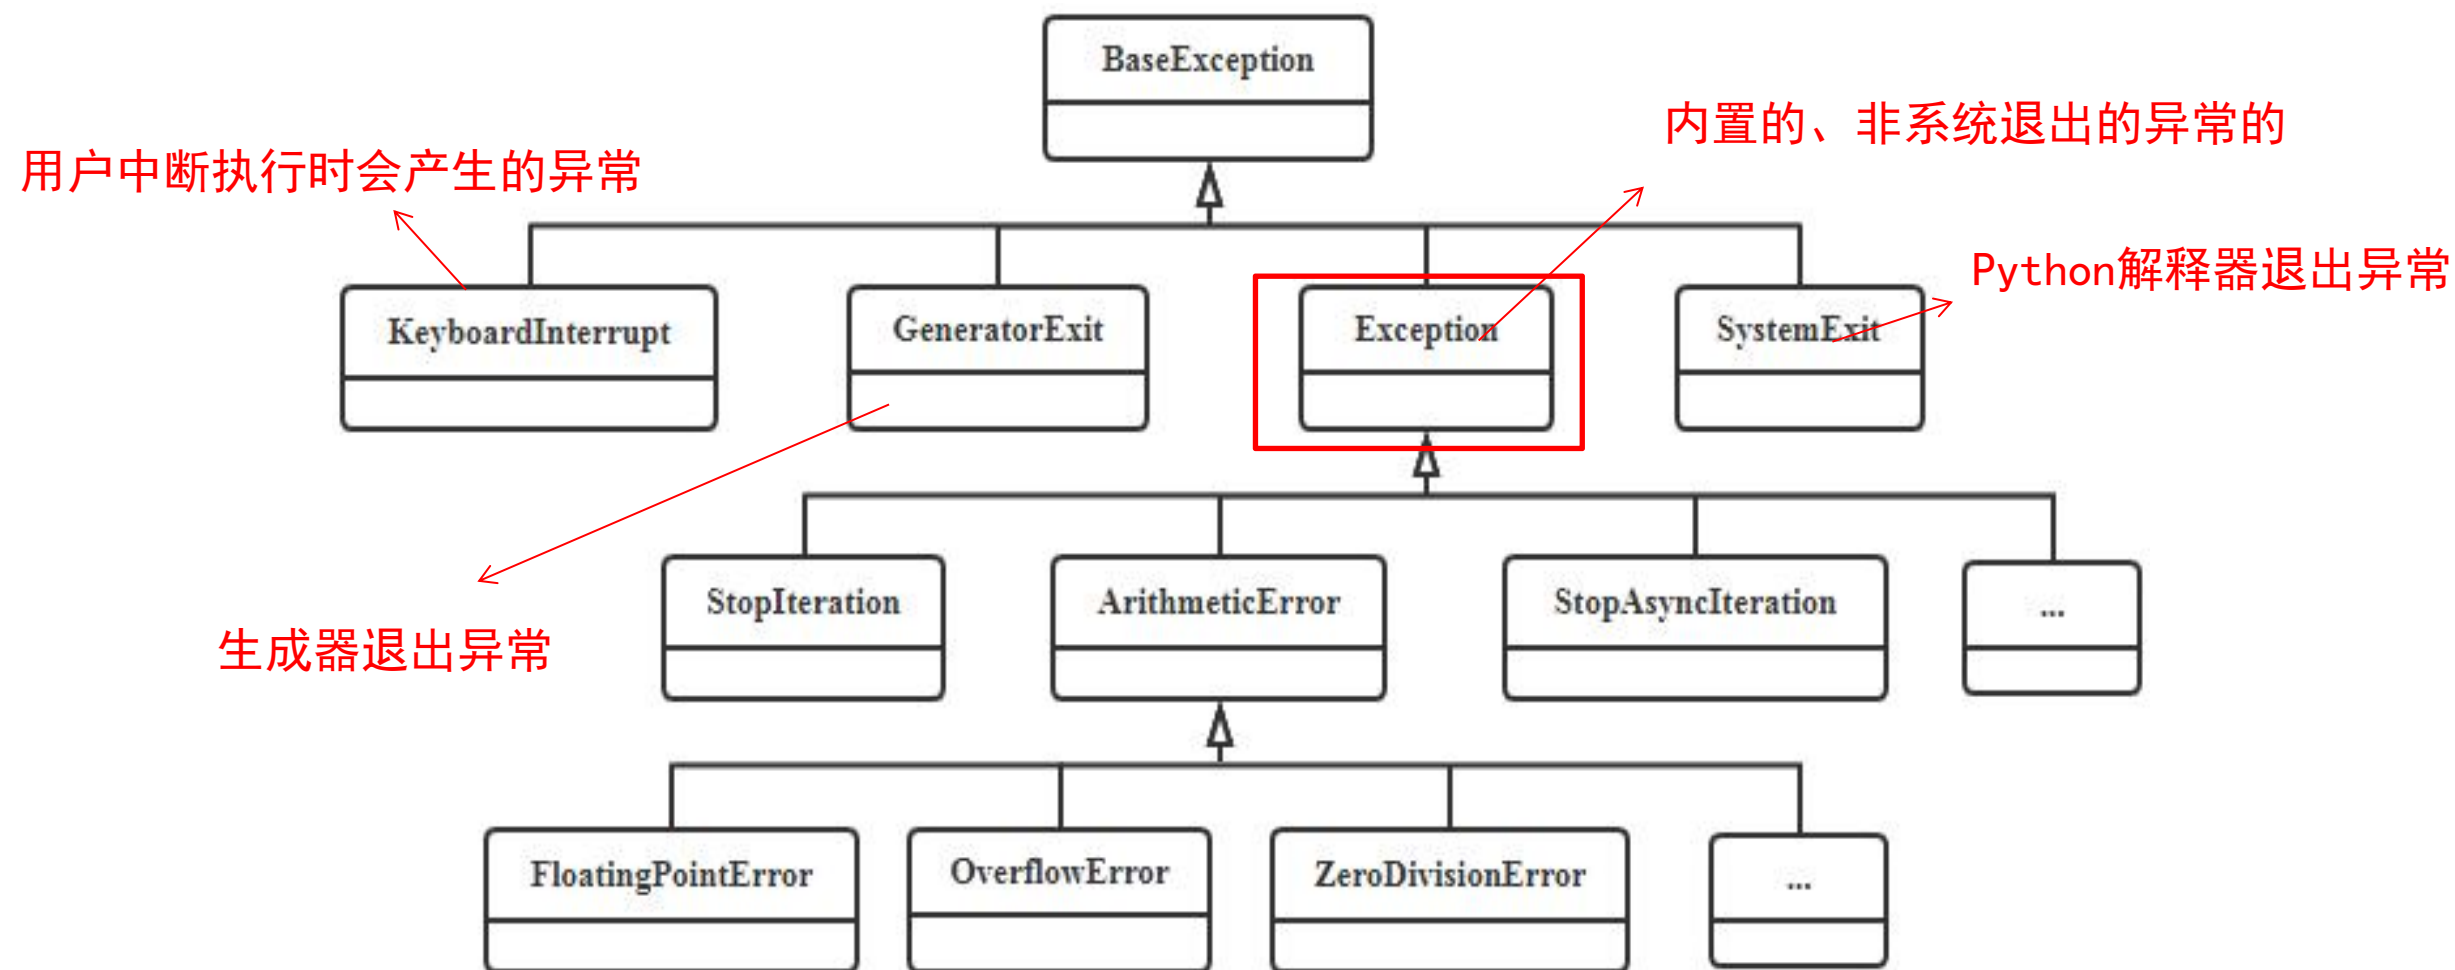 BaseException
内置的、非系统退出的异常的
用户中断执行时会产生的异常
Python解释器退出异常
KeyboardInterrupt
GeneratorExit
Exception
SystemExit
StopIteration
ArithmeticError
StopAsyncIteration
...
生成器退出异常
FloatingPointError
OverflowError
ZeroDivisionError
...